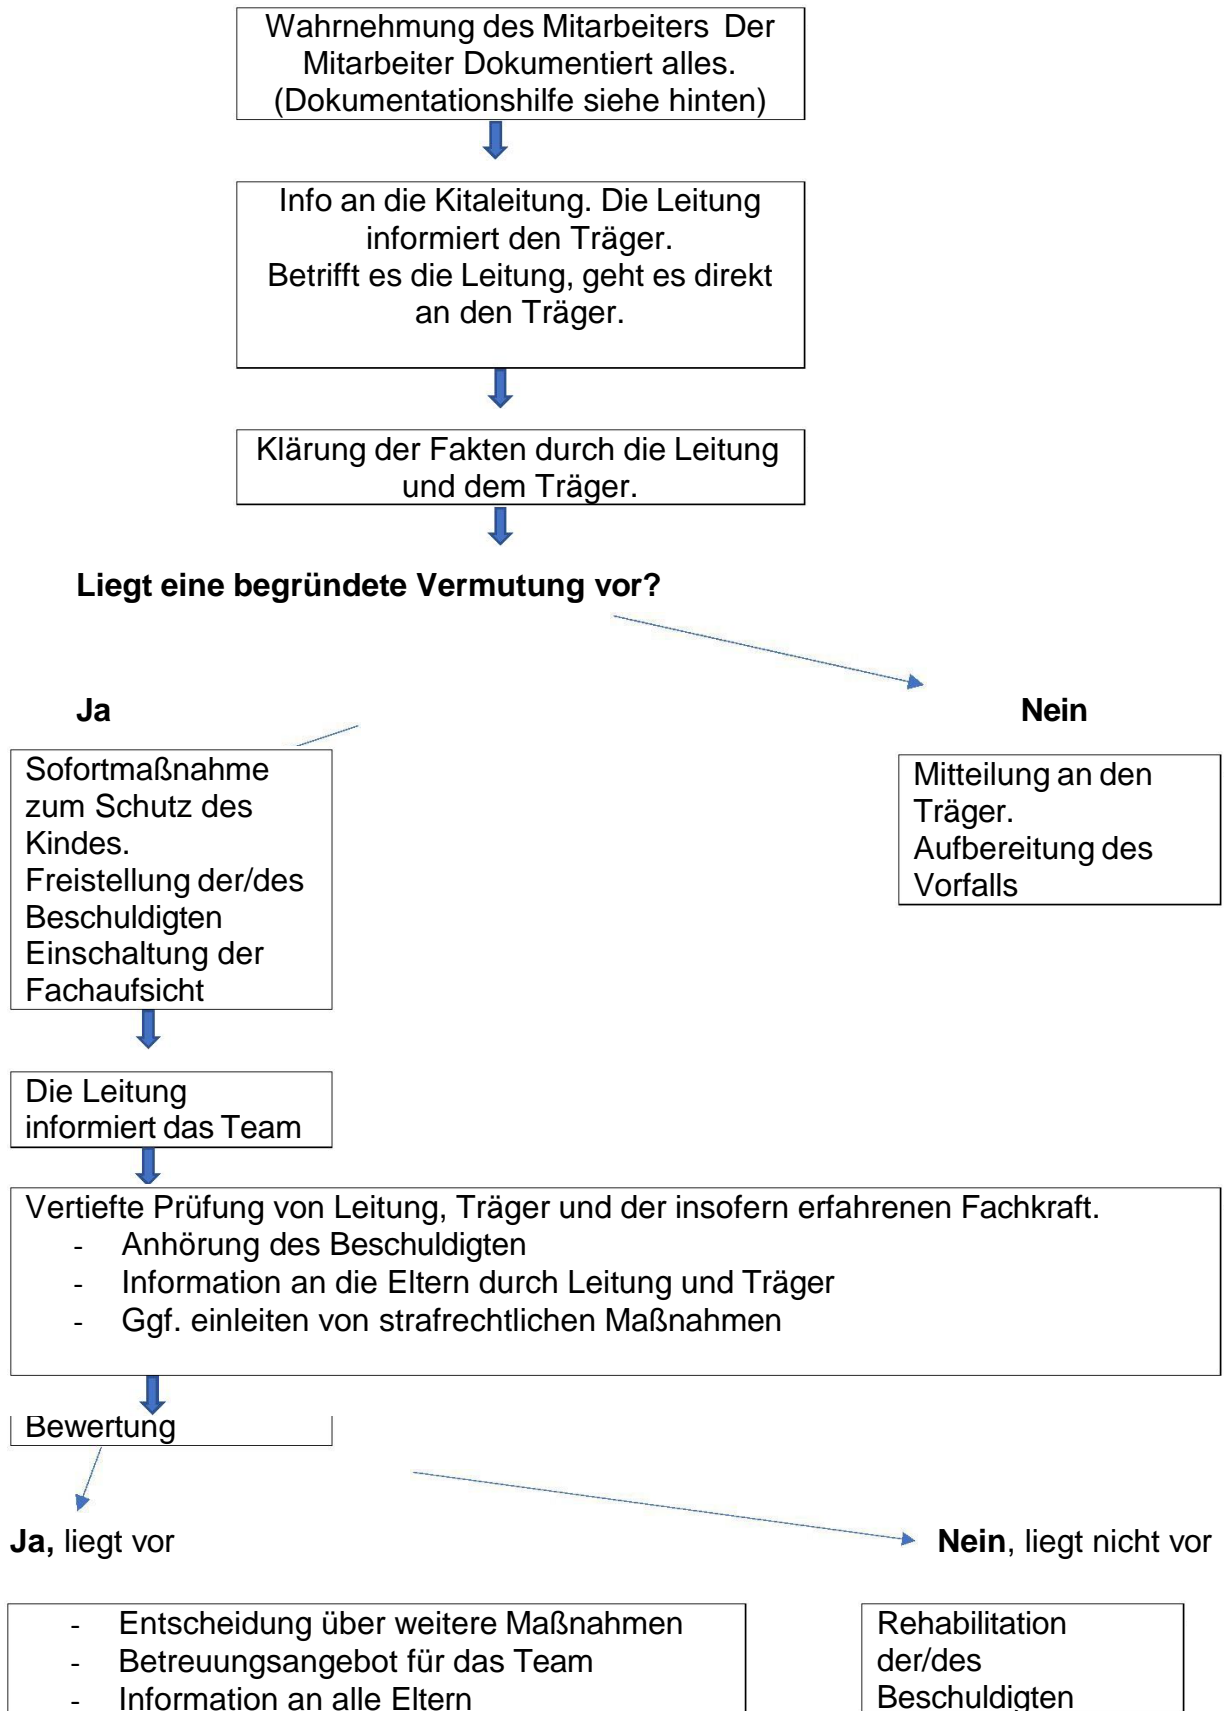 Wahrnehmung des Mitarbeiters Der
Mitarbeiter Dokumentiert alles.
(Dokumentationshilfe siehe hinten)
Info an die Kitaleitung. Die Leitung
informiert den Träger.
Betrifft es die Leitung, geht es direkt
an den Träger.
Klärung der Fakten durch die Leitung
und dem Träger.
Liegt eine begründete Vermutung vor?
Ja
Nein
Sofortmaßnahme
zum Schutz des
Kindes.
Freistellung der/des
Beschuldigten
Einschaltung der
Fachaufsicht
Mitteilung an den
Träger.
Aufbereitung des
Vorfalls
Die Leitung
informiert das Team
Vertiefte Prüfung von Leitung, Träger und der insofern erfahrenen Fachkraft.
- Anhörung des Beschuldigten
- Information an die Eltern durch Leitung und Träger
- Ggf. einleiten von strafrechtlichen Maßnahmen
Bewertung
Ja, liegt vor
Nein, liegt nicht vor
- Entscheidung über weitere Maßnahmen
- Betreuungsangebot für das Team
- Information an alle Eltern
Rehabilitation
der/des
Beschuldigten